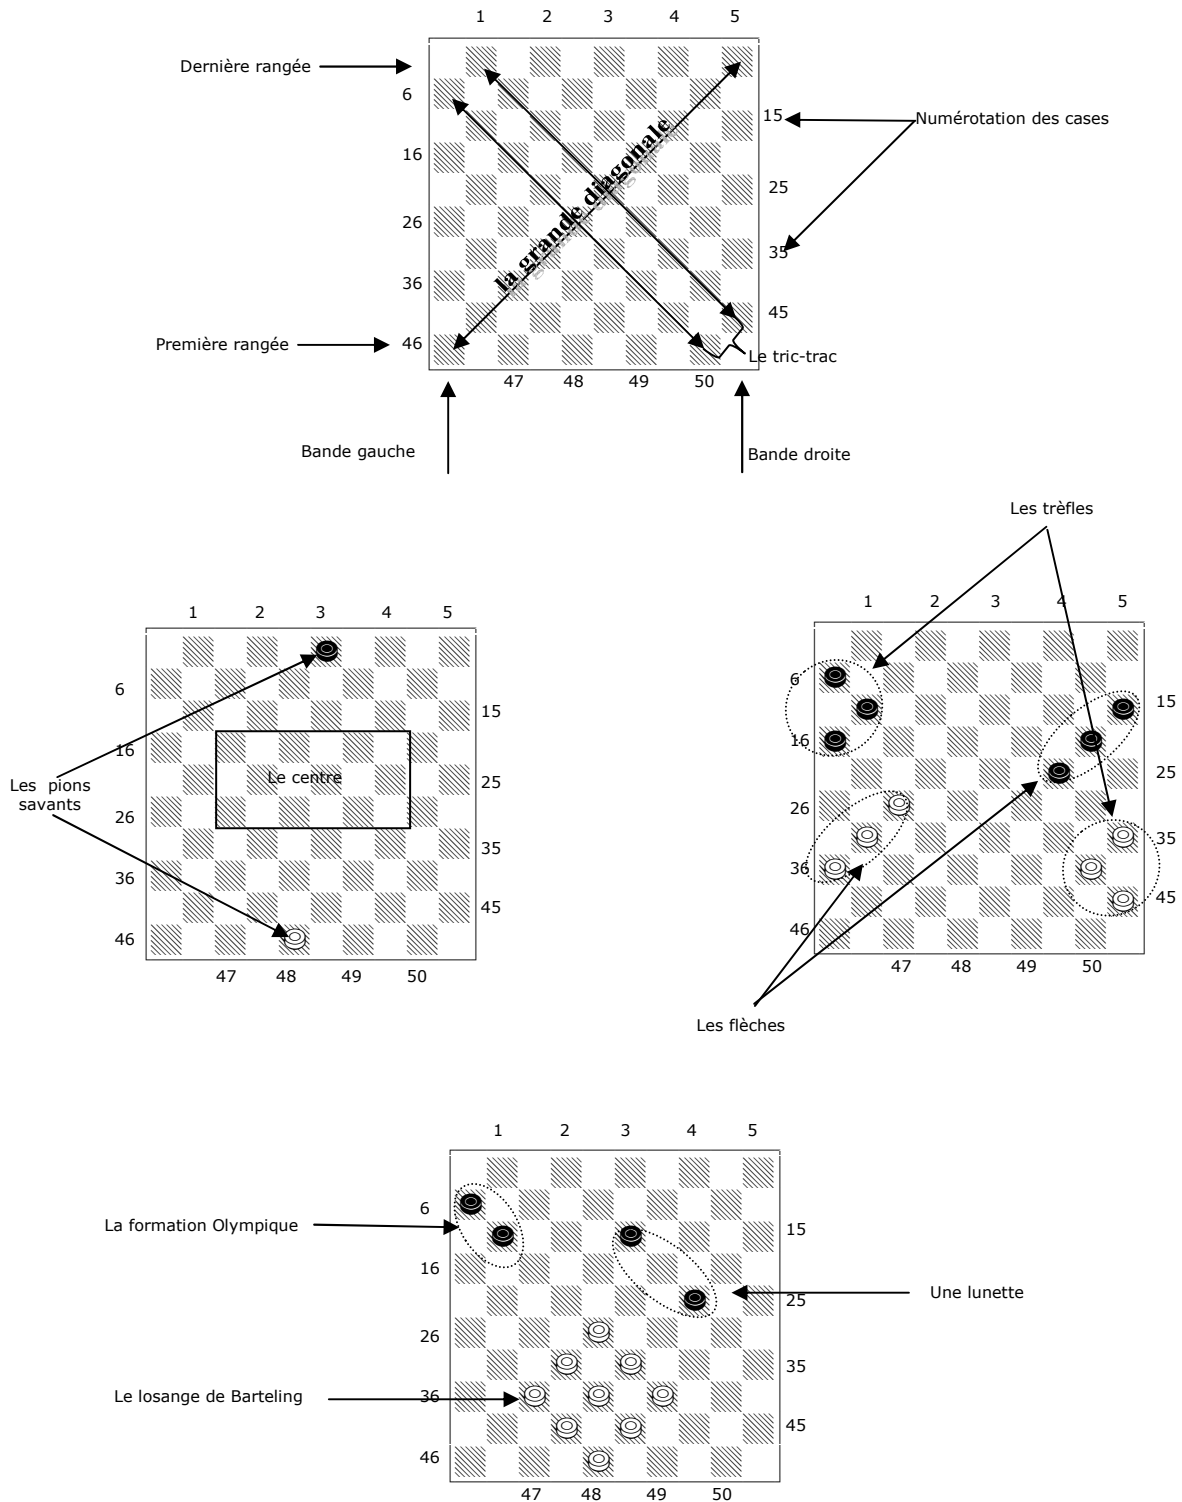 1 2 3 4 5
Dernière rangée
6
15
Numérotation des cases
16
la grande diagonale
25
26
35
36
45
Première rangée
46
Le tric-trac
47 48 49 50
Bande gauche
Bande droite
Les trèfles
1 2 3 4 5
6
15
16
Le centre
25
Les pions
savants
26
35
36
45
46
47 48 49 50
1 2 3 4 5
6
15
16
25
26
35
36
45
46
47 48 49 50
Les flèches
1 2 3 4 5
6
La formation Olympique
15
16
Une lunette
25
26
35
Le losange de Barteling
36
45
46
47 48 49 50